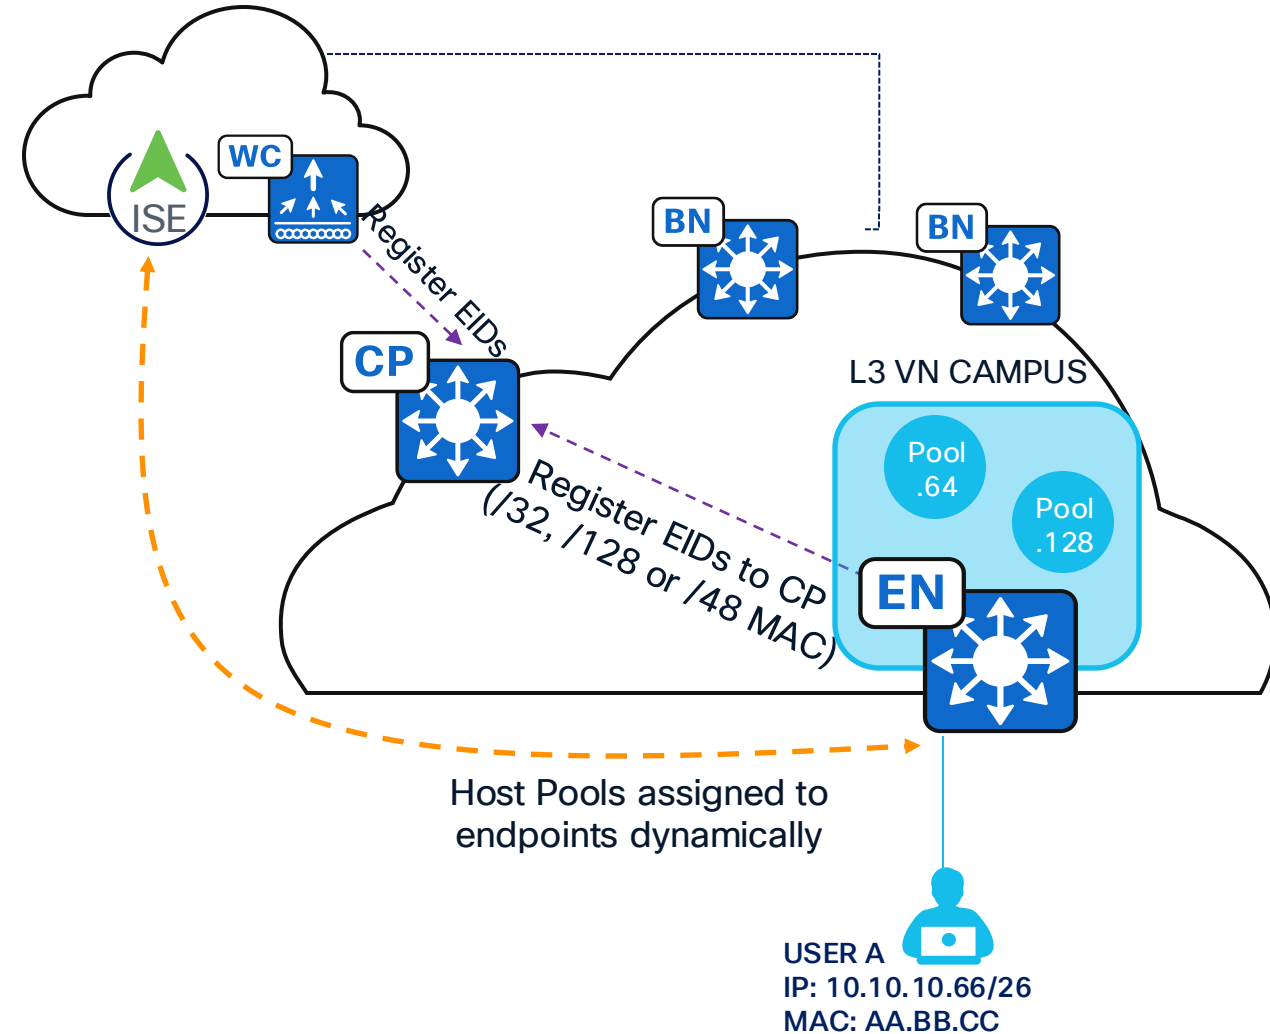 WC
ISE
Register EIDs
BN
BN
CP
L3 VN CAMPUS
Pool
.64
Pool
.128
Register EIDs to CP
(/32, /128 or /48 MAC)
EN
Host Pools assigned to
endpoints dynamically
USER A
IP: 10.10.10.66/26
MAC: AA.BB.CC